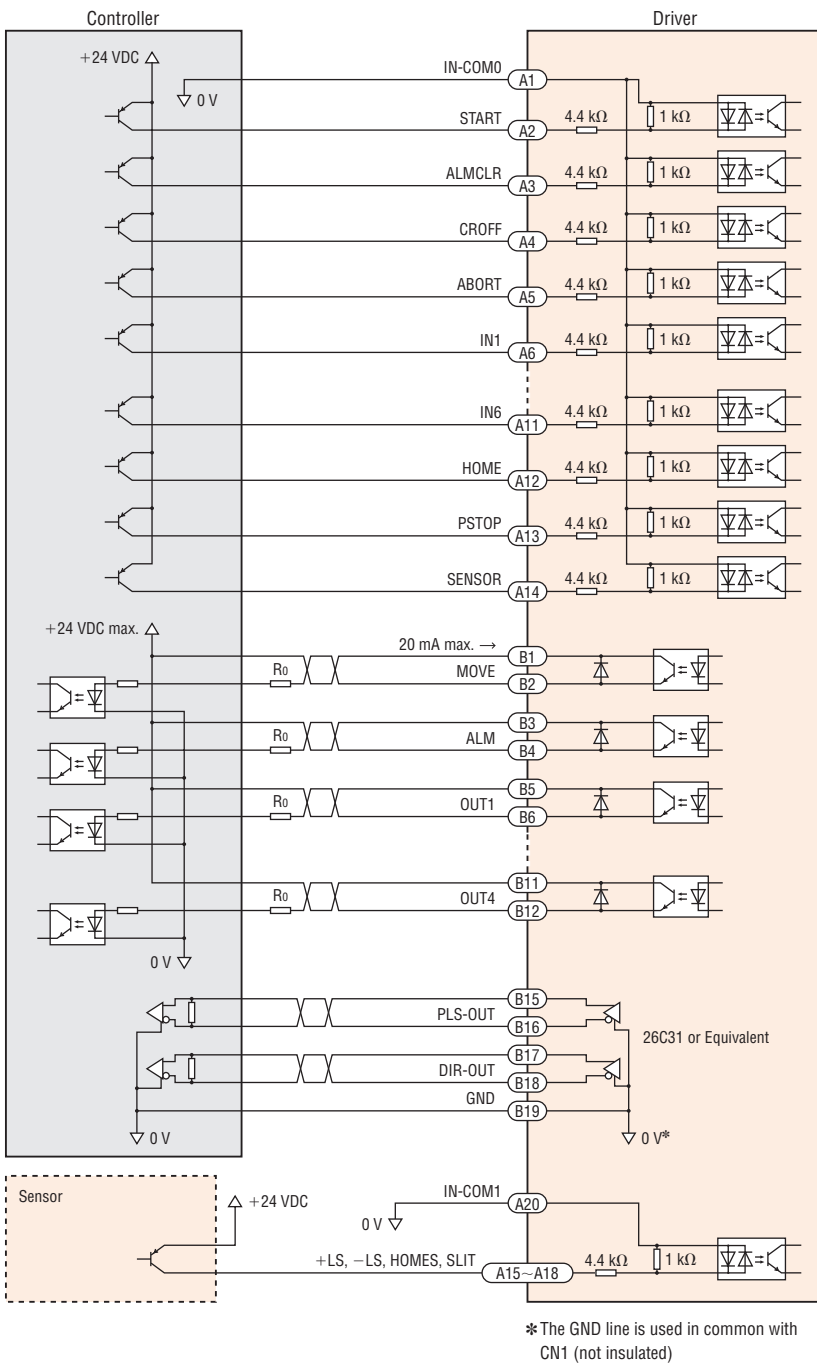 Controller
Driver
+24 VDC
IN-COM0
A1
0 V
START
A2
4.4 kΩ
1 kΩ
ALMCLR
A3
4.4 kΩ
1 kΩ
CROFF
A4
4.4 kΩ
1 kΩ
ABORT
A5
4.4 kΩ
1 kΩ
IN1
A6
4.4 kΩ
1 kΩ
IN6
A11
4.4 kΩ
1 kΩ
HOME
A12
4.4 kΩ
1 kΩ
PSTOP
A13
4.4 kΩ
1 kΩ
SENSOR
A14
4.4 kΩ
1 kΩ
+24 VDC max.
20 mA max. →
B1
R0
MOVE
B2
B3
R0
ALM
B4
B5
R0
OUT1
B6
B11
R0
OUT4
B12
0 V
B15
PLS-OUT
B16
26C31 or Equivalent
B17
DIR-OUT
B18
GND
B19
0 V
0 V*
Sensor
+24 VDC
IN-COM1
A20
0 V
+LS, −LS, HOMES, SLIT
A15~A18
4.4 kΩ
1 kΩ
* The GND line is used in common with
CN1 (not insulated)